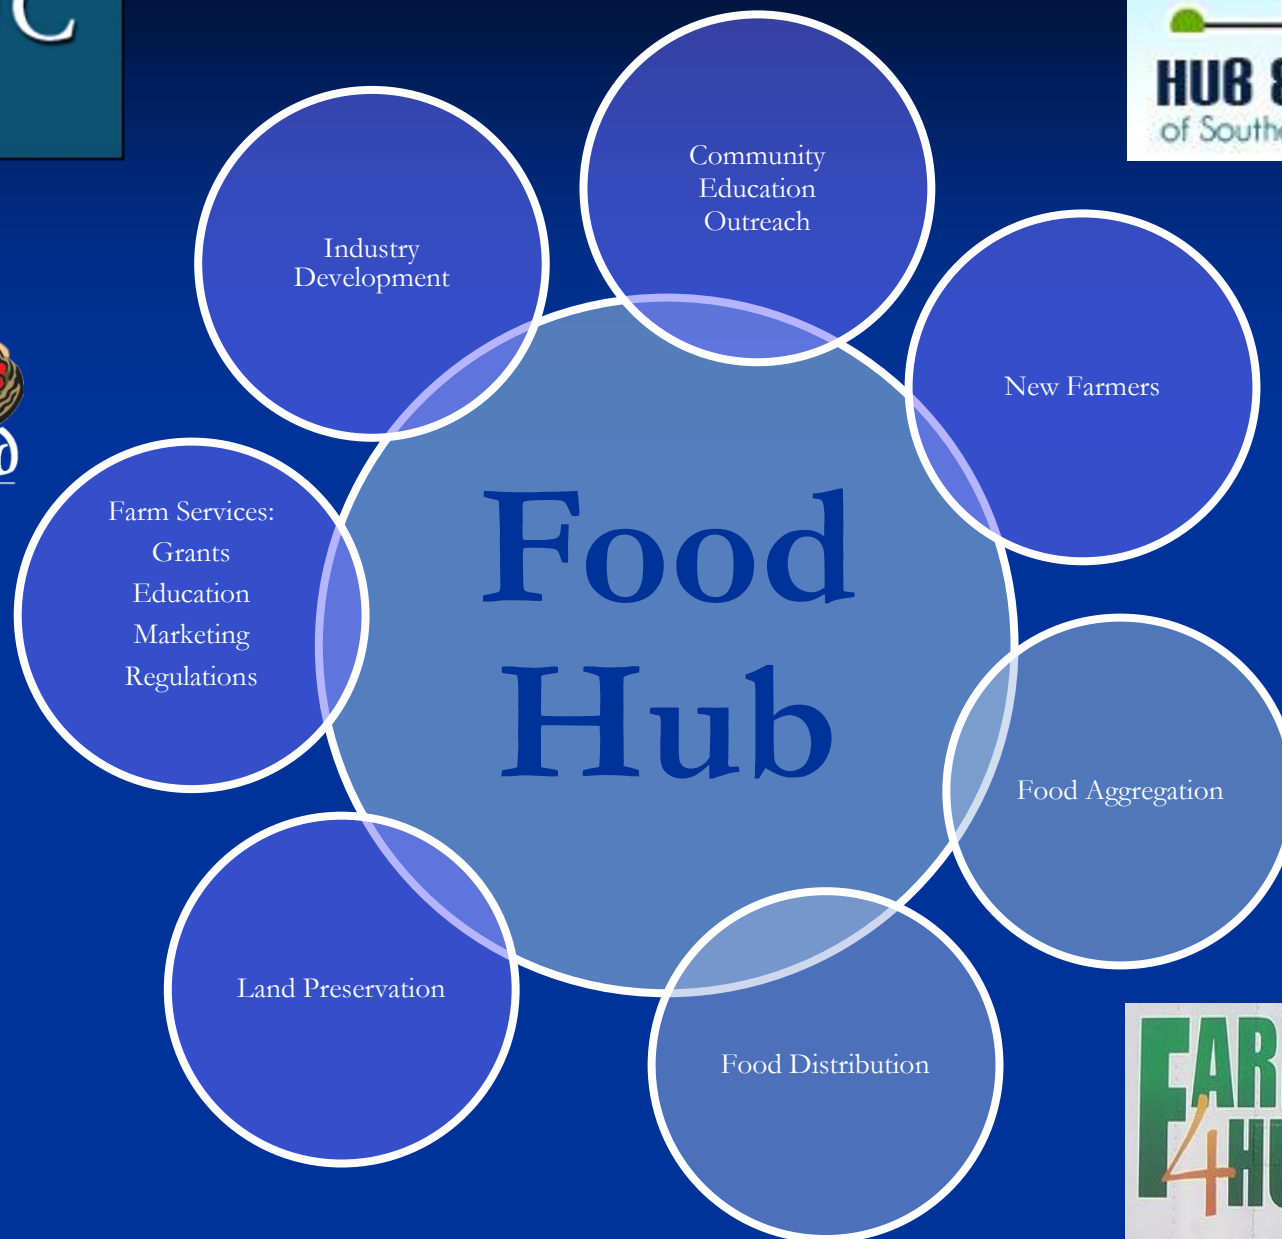 HUB &
of
Community
Education
Outreach
Industry
Development
New Farmers
Farm Services:
Grants
Education
Marketing
Regulations
Food
Hub
Food Aggregation
Land Preservation
Food Distribution
4